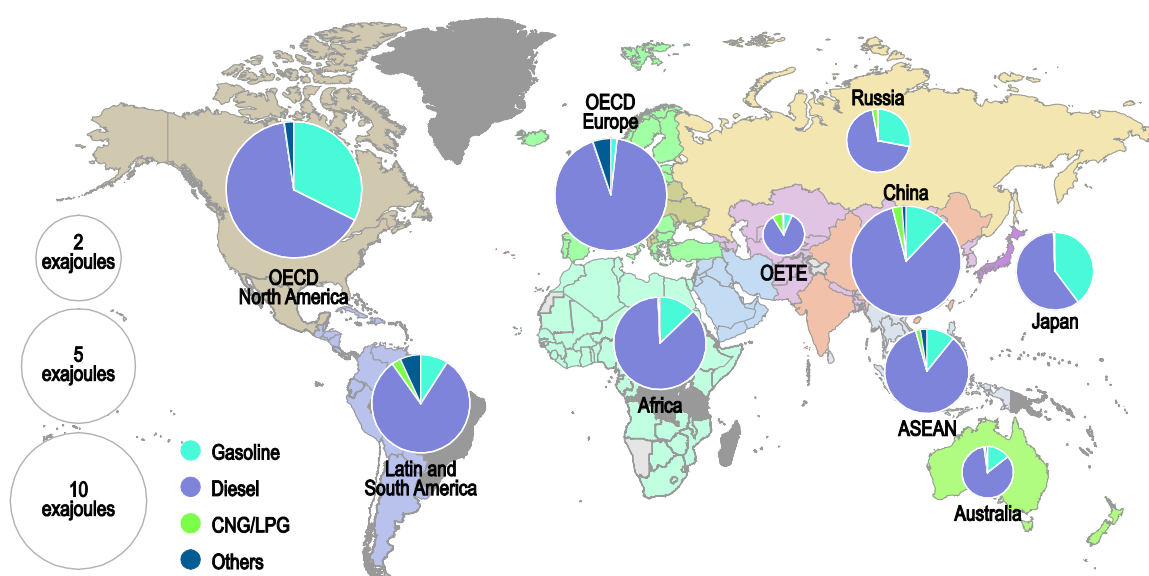 OECD
North America
2
exajoules
5
exajoules
10
exajoules
Gasoline
Diesel
CNG/LPG
Others
Latin and
South America
OECD
Europe
Africa
Russia
China
OETE
Japan
ASEAN
Australia